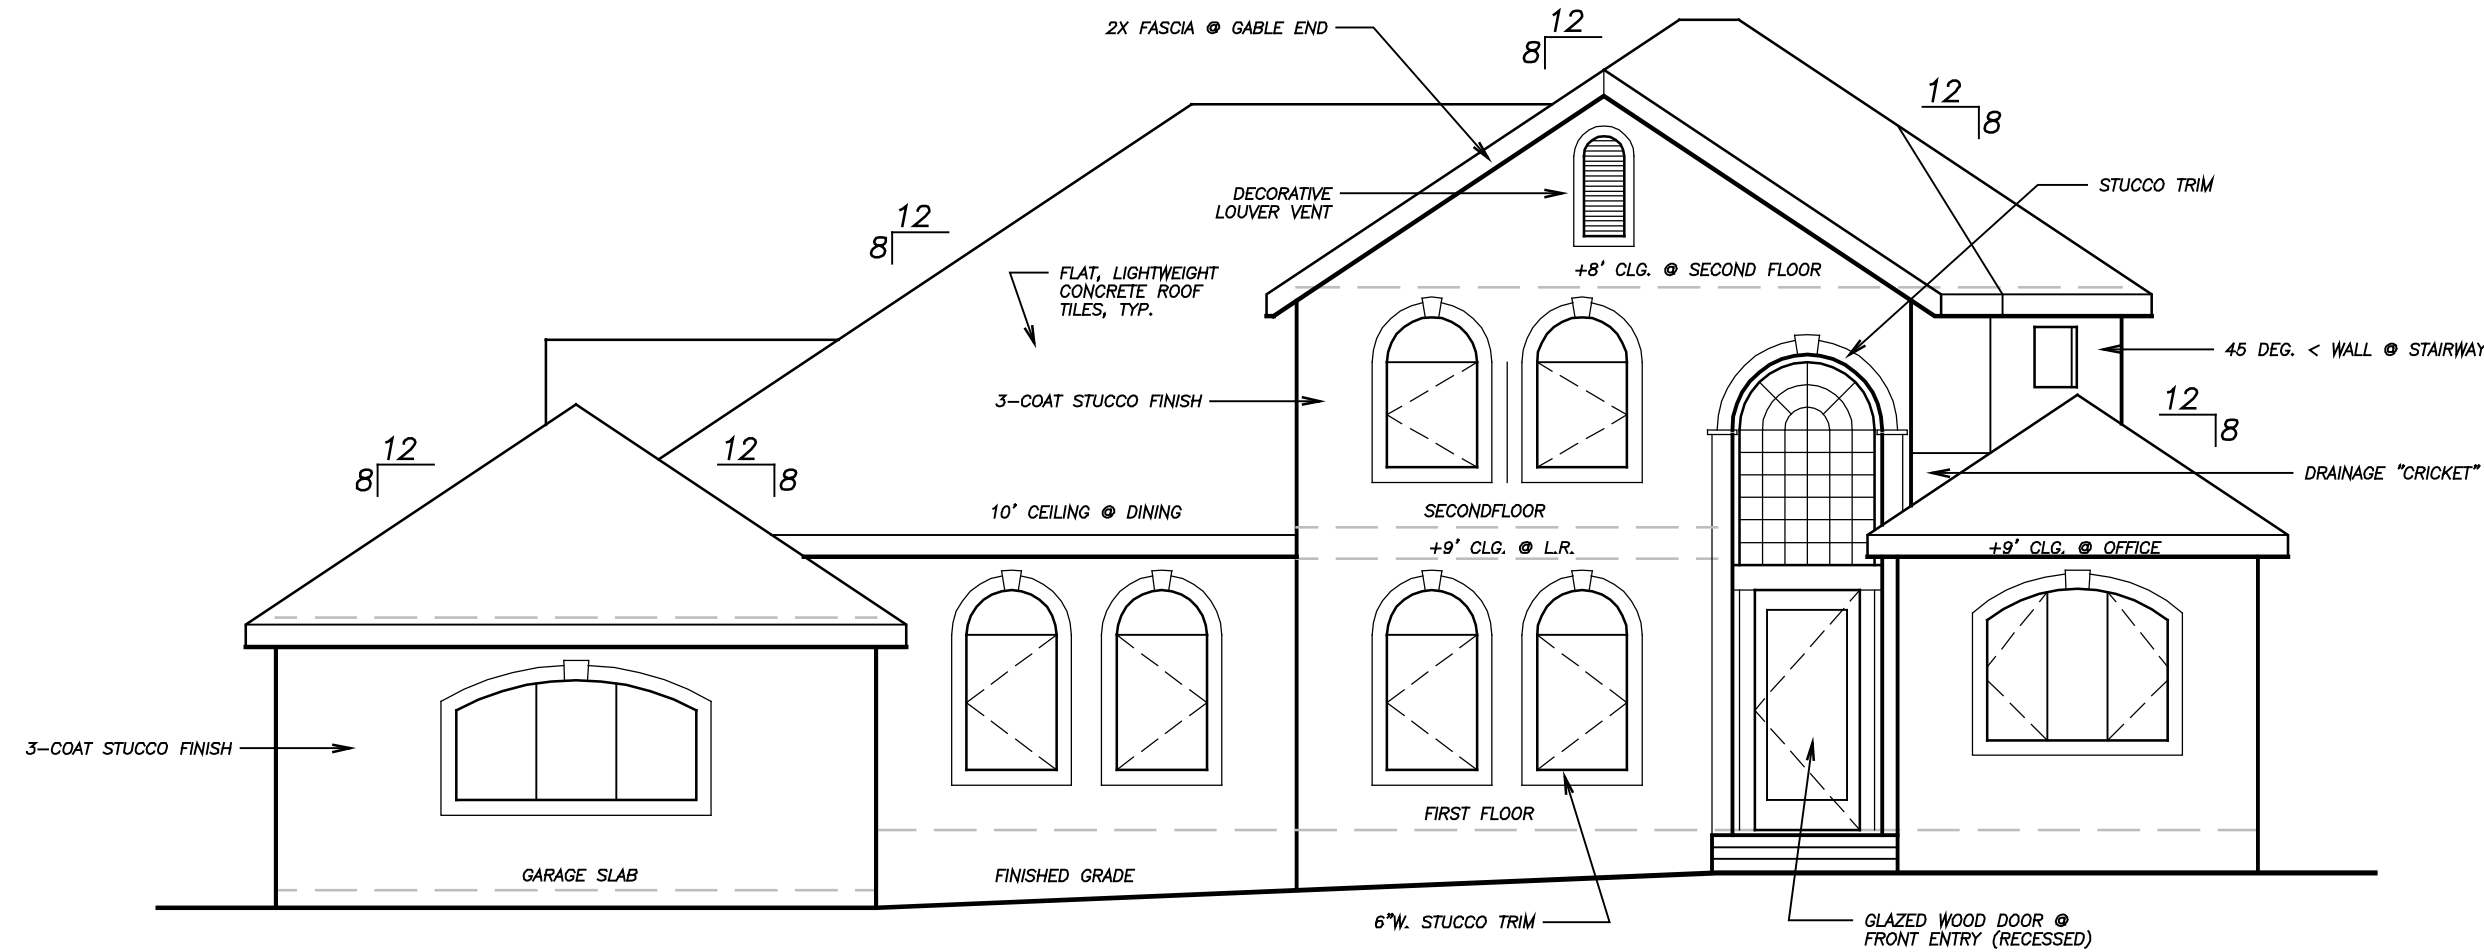 2X FASCIA @ GABLE END
12
8
12
8
DECORATIVE
LOUVER VENT
STUCCO TRIM
12
8
FLAT, LIGHTWEIGHT
CONCRETE ROOF
TILES, TYP.
+8' CLG. @ SECOND FLOOR
45 DEG. < WALL @ STAIRWAY
3-COAT STUCCO FINISH
12
8
12
8
12
8
DRAINAGE "CRICKET"
10' CEILING @ DINING
SECONDFLOOR
+9' CLG. @ L.R.
+9' CLG. @ OFFICE
3-COAT STUCCO FINISH
FIRST FLOOR
GARAGE SLAB
FINISHED GRADE
6"W. STUCCO TRIM
GLAZED WOOD DOOR @
FRONT ENTRY (RECESSED)